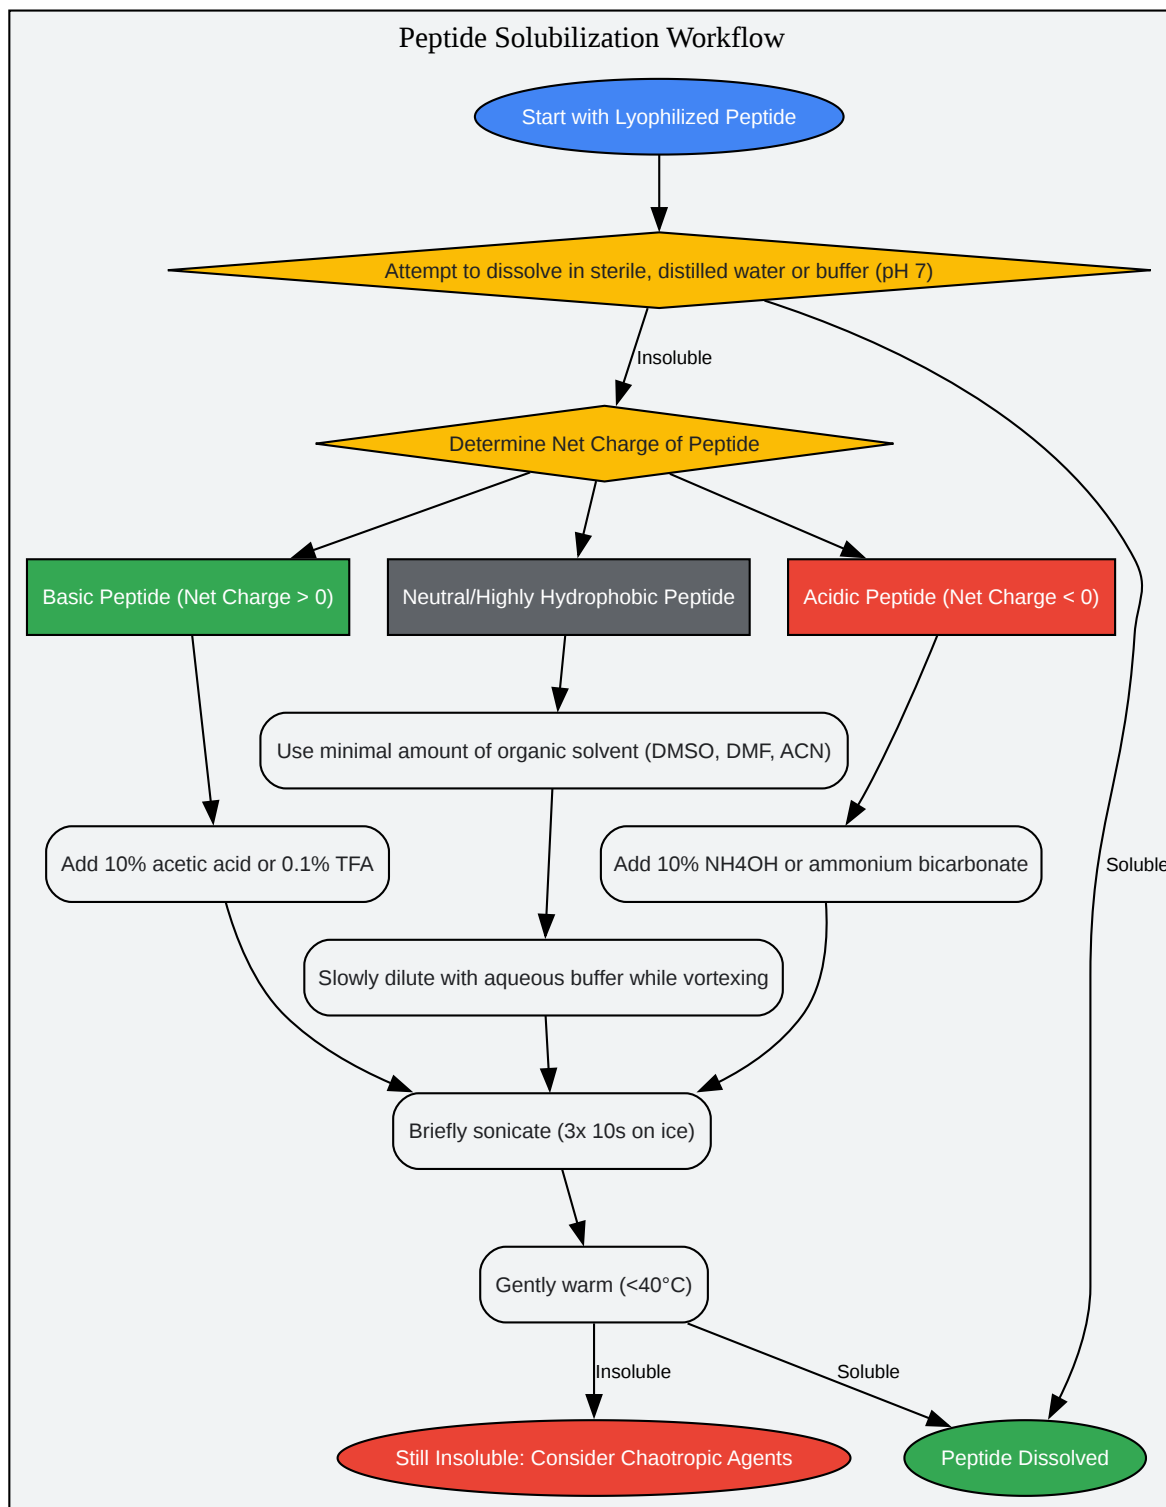 Peptide Solubilization Workflow
Start with Lyophilized Peptide
Attempt to dissolve in sterile, distilled water or buffer (pH 7)
Insoluble
Determine Net Charge of Peptide
Basic Peptide (Net Charge > 0)
Neutral/Highly Hydrophobic Peptide
Acidic Peptide (Net Charge < 0)
Use minimal amount of organic solvent (DMSO, DMF, ACN)
Add 10% acetic acid or 0.1% TFA
Add 10% NH4OH or ammonium bicarbonate
Soluble
Slowly dilute with aqueous buffer while vortexing
Briefly sonicate (3x 10s on ice)
Gently warm (<40°C)
Insoluble
Soluble
Still Insoluble: Consider Chaotropic Agents
Peptide Dissolved